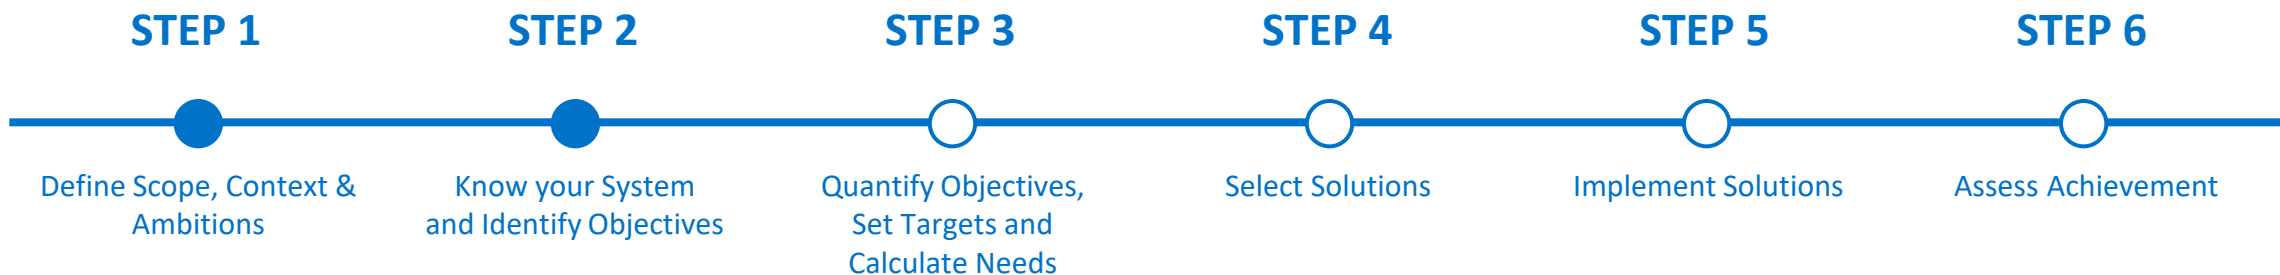 STEP 1
Define Scope, Context &
Ambitions
STEP 2
Know your System
and Identify Objectives
STEP 3
Quantify Objectives,
Set Targets and
Calculate Needs
STEP 4
Select Solutions
STEP 5
Implement Solutions
STEP 6
Assess Achievement